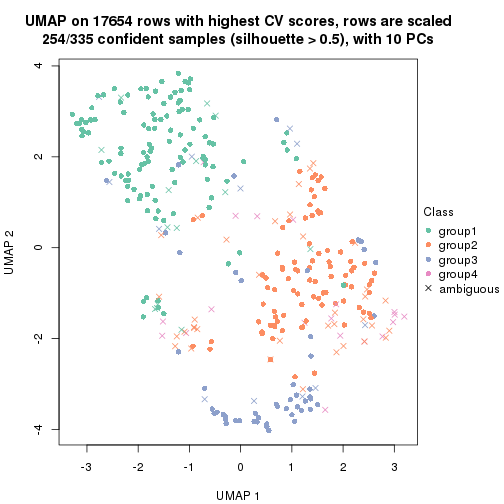 UMAP on 17654 rows with highest CV scores, rows are scaled
254/335 confident samples (silhouette > 0.5), with 10 PCs
4
2
0
-2
-4
UMAP 2
-3
-2
-1
0
1
2
3
UMAP 1
Class
group1
group2
group3
group4
ambiguous